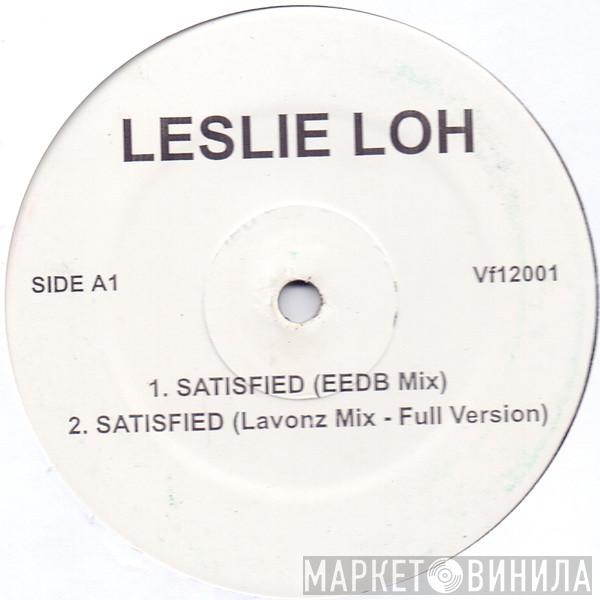 LESLIE LOH
SIDE A1
Vf12001
1. SATISFIED (EEDB Mix)
2. SATISFIED (Lavonz Mix - Full Version)
МАРКЕТ ВИНИЛА